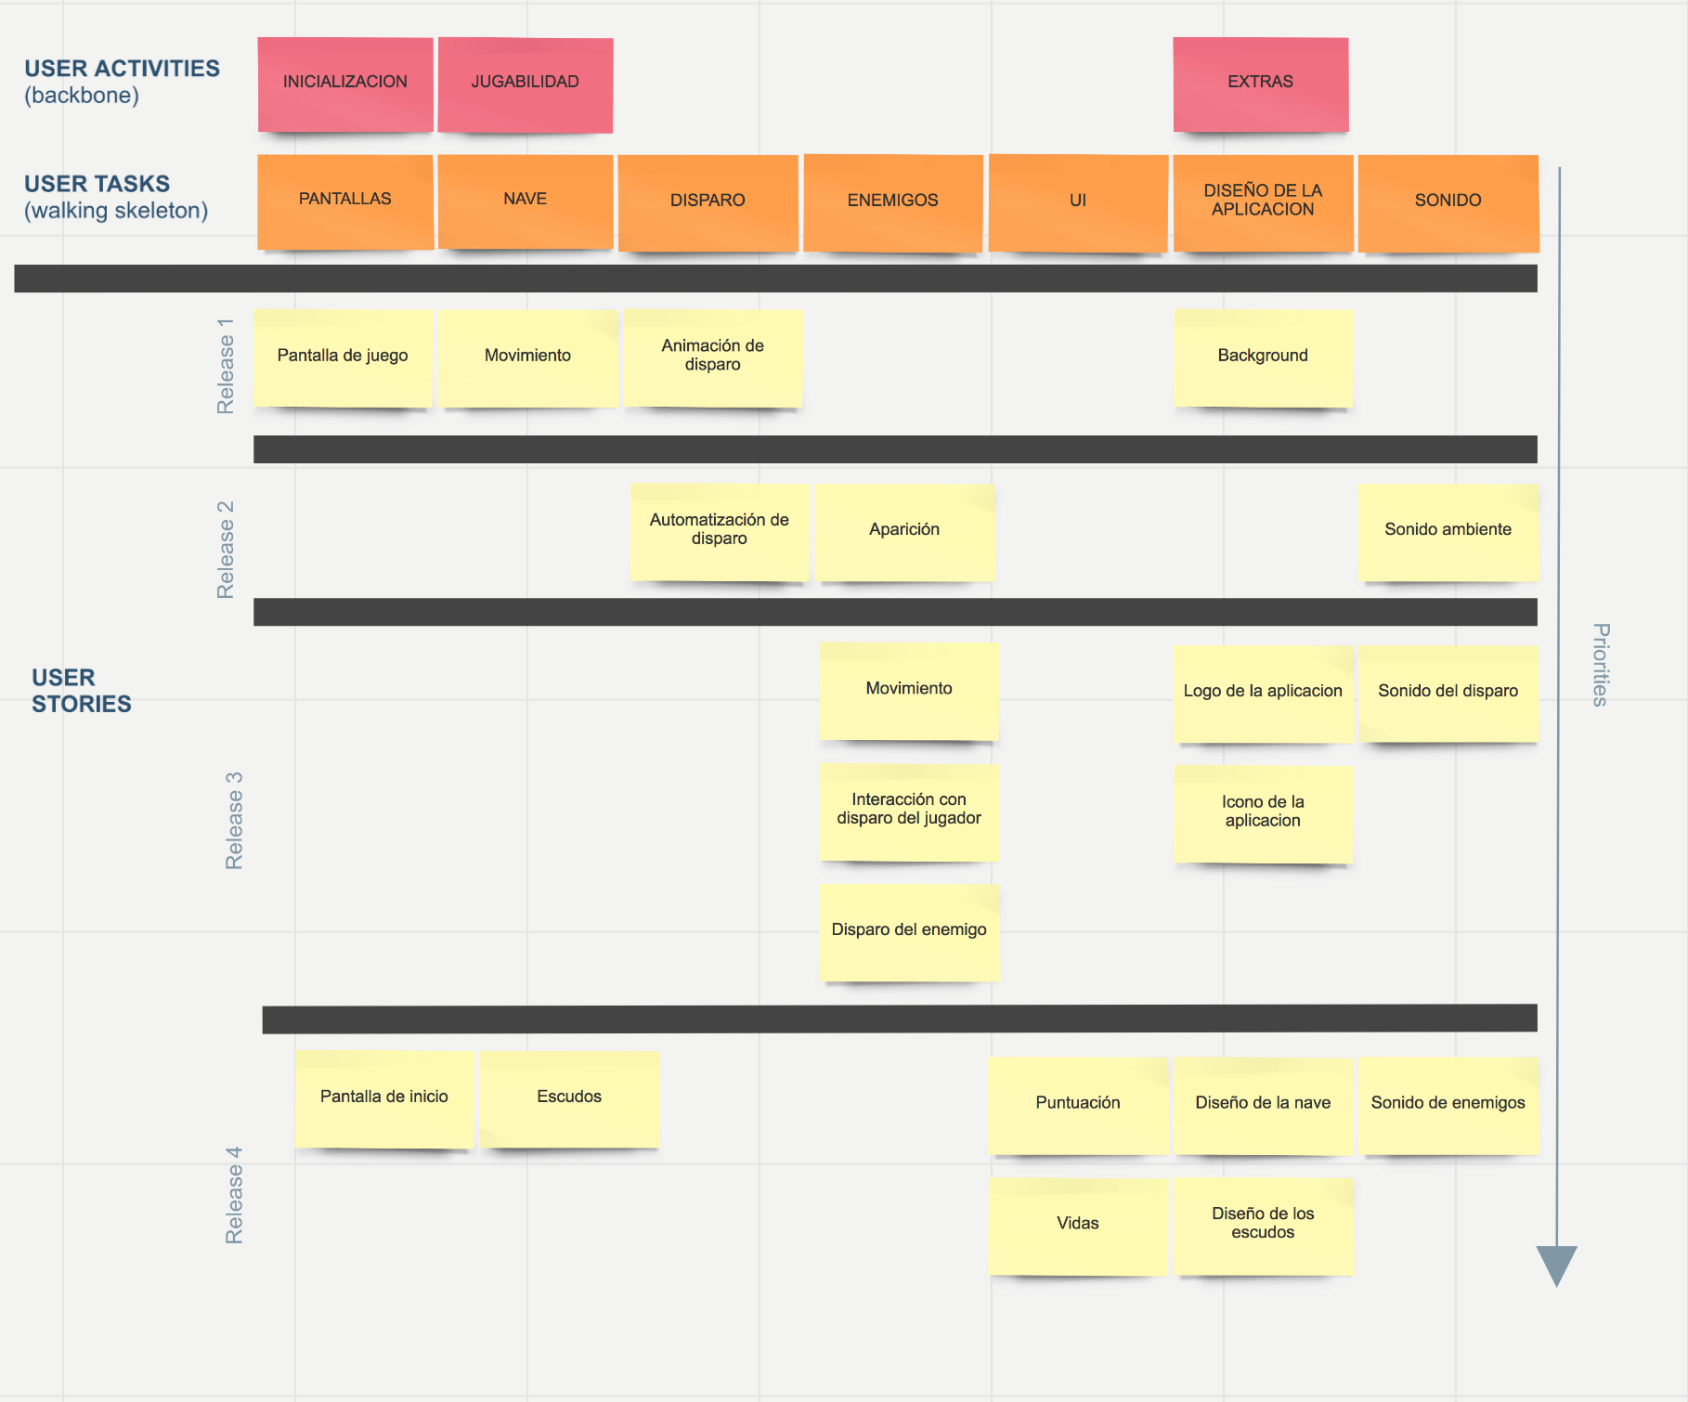 USER ACTIVITIES
(backbone)
INICIALIZACION
JUGABILIDAD
EXTRAS
USER TASKS
(walking skeleton)
PANTALLAS
NAVE
DISPARO
ENEMIGOS
UI
DISEÑO DE LA
APLICACION
SONIDO
Release 1
Pantalla de juego
Movimiento
Animación de
disparo
Background
Release 2
Automatización de
disparo
Aparición
Sonido ambiente
Priorities
USER
STORIES
Release 3
Movimiento
Logo de la aplicacion
Sonido del disparo
Interacción con
disparo del jugador
Icono de la
aplicacion
Disparo del enemigo
Release 4
Pantalla de inicio
Escudos
Puntuación
Diseño de la nave
Sonido de enemigos
Vidas
Diseño de los
escudos